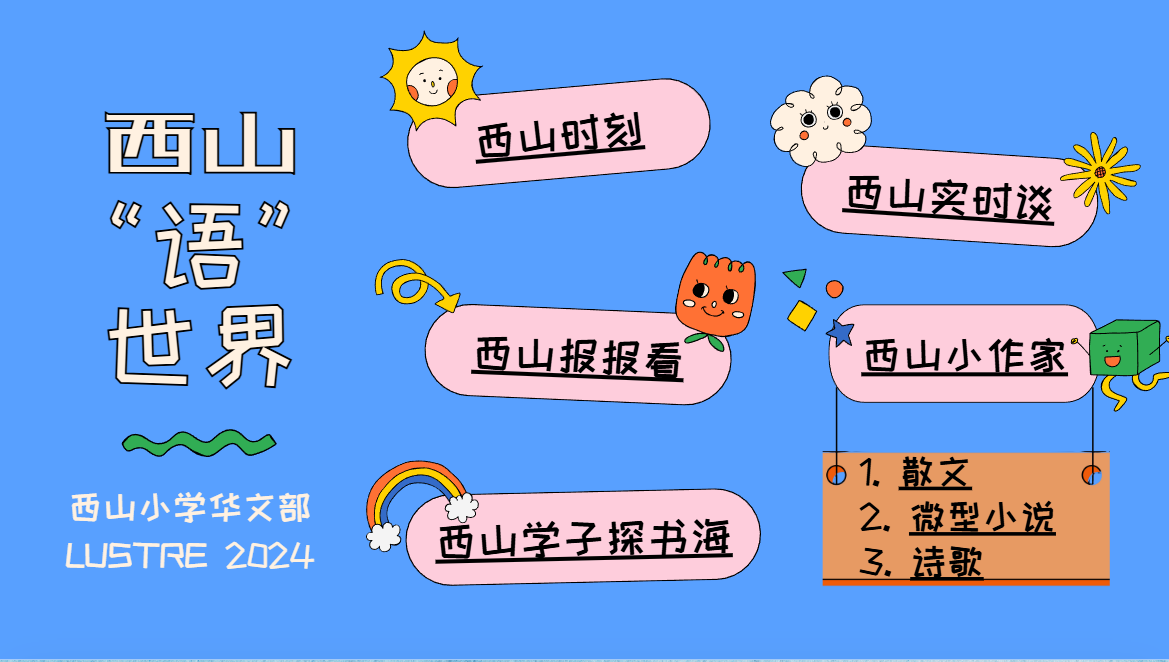 西山
“语”
世界
西山小学华文部
LUSTRE 2024
西山时刻
西山实时谈
西山报报看
西山小作家
西山学子探书海
1. 散文
2. 微型小说
3. 诗歌